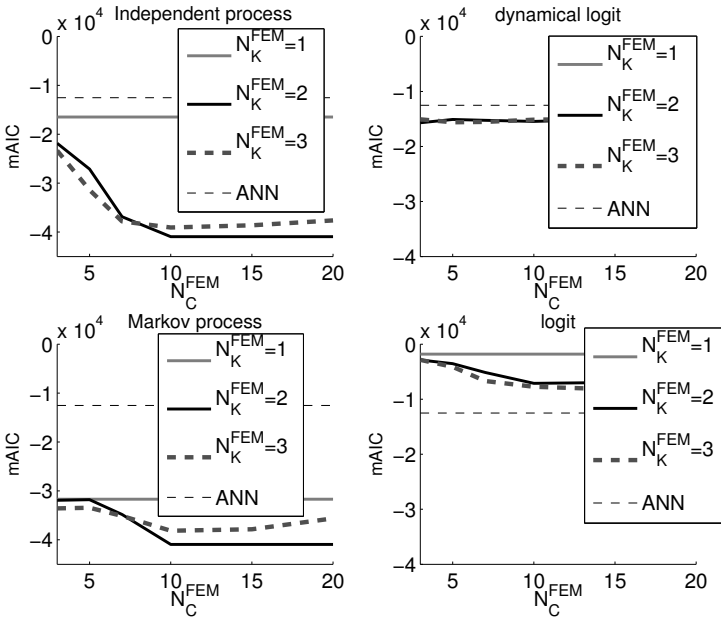 Independent process
x 10^4
0
−1
−2
−3
−4
mAIC
5
10
15
20
N_C^FEM
N_K^FEM=1
N_K^FEM=2
N_K^FEM=3
ANN
dynamical logit
x 10^4
0
−1
−2
−3
−4
mAIC
5
10
15
20
N_C^FEM
N_K^FEM=1
N_K^FEM=2
N_K^FEM=3
ANN
Markov process
x 10^4
0
−1
−2
−3
−4
mAIC
5
10
15
20
N_C^FEM
N_K^FEM=1
N_K^FEM=2
N_K^FEM=3
ANN
logit
x 10^4
0
−1
−2
−3
−4
mAIC
5
10
15
20
N_C^FEM
N_K^FEM=1
N_K^FEM=2
N_K^FEM=3
ANN